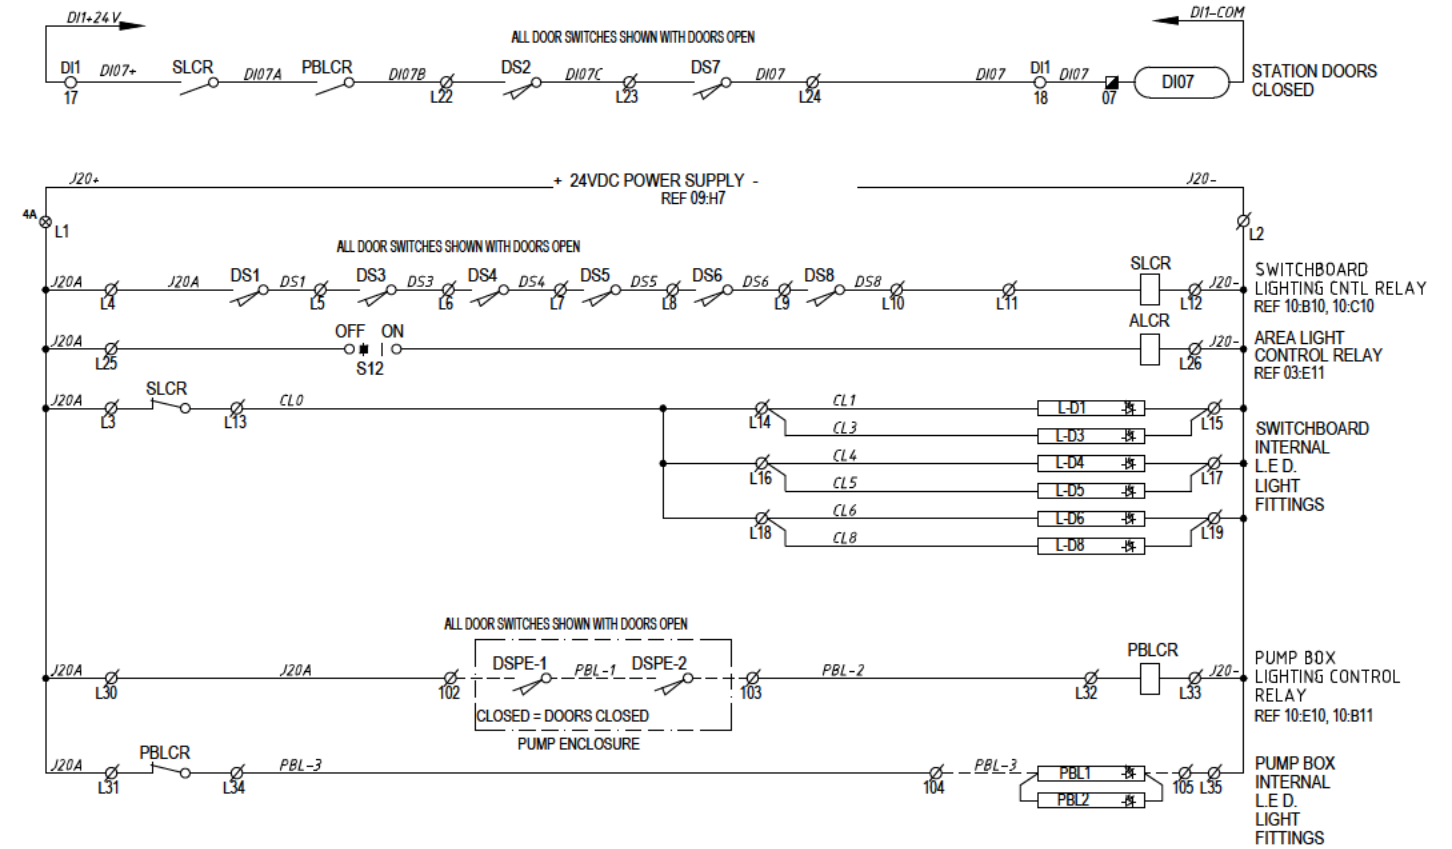 DI1+24V
DI1-COM
ALL DOOR SWITCHES SHOWN WITH DOORS OPEN
DI1 DI07+ SLCR DI07A PBLCR DI07B DS2 DI07C DS7 DI07 DI07 DI1 DI07 DI07
17 L22 L23 L24 18 07
STATION DOORS
CLOSED
J20+ + 24VDC POWER SUPPLY - J20-
REF 09:H7
4A L1 L2
ALL DOOR SWITCHES SHOWN WITH DOORS OPEN
J20A J20A DS1 DS1 DS3 DS3 DS4 DS4 DS5 DS5 DS6 DS6 DS8 DS8 SLCR J20-
L4 L5 L6 L7 L8 L9 L10 L11 L12
SWITCHBOARD
LIGHTING CNTL RELAY
REF 10:B10, 10:C10
J20A OFF ON ALCR J20-
L25 S12 L26
AREA LIGHT
CONTROL RELAY
REF 03:E11
J20A SLCR CL0 CL1 L-D1
L3 L13 L14 CL3 L-D3 L15
CL4 L-D4
L16 CL5 L-D5 L17
CL6 L-D6
L18 CL8 L-D8 L19
SWITCHBOARD
INTERNAL
L.E D.
LIGHT
FITTINGS
ALL DOOR SWITCHES SHOWN WITH DOORS OPEN
J20A J20A DSPE-1 PBL-1 DSPE-2 PBL-2 PBLCR J20-
L30 102 103 L32 L33
CLOSED = DOORS CLOSED
PUMP ENCLOSURE
PUMP BOX
LIGHTING CONTROL
RELAY
REF 10:E10, 10:B11
J20A PBLCR PBL-3 PBL-3 PBL1
L31 L34 104 PBL2 105 L35
PUMP BOX
INTERNAL
L.E D.
LIGHT
FITTINGS